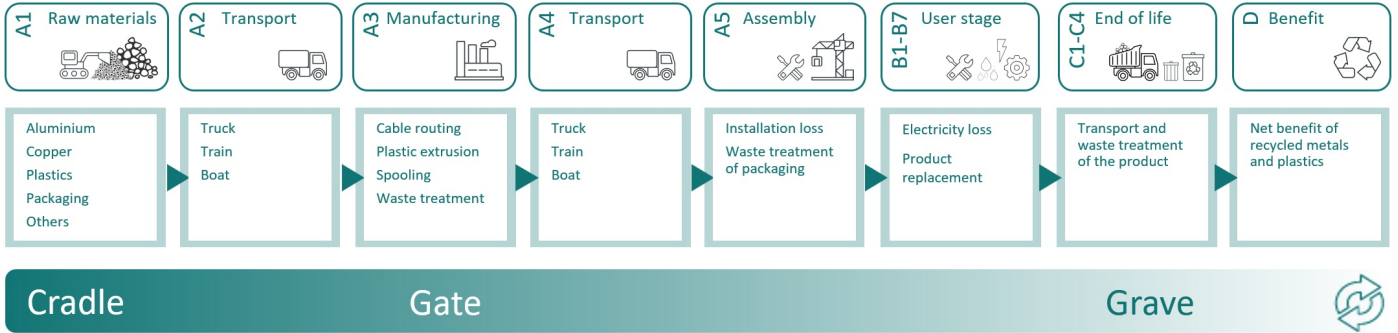 A1 Raw materials
A2 Transport
A3 Manufacturing
A4 Transport
A5 Assembly
B1-B7 User stage
C1-C4 End of life
D Benefit
Aluminium
Copper
Plastics
Packaging
Others
Truck
Train
Boat
Cable routing
Plastic extrusion
Spooling
Waste treatment
Truck
Train
Boat
Installation loss
Waste treatment
of packaging
Electricity loss
Product
replacement
Transport and
waste treatment
of the product
Net benefit of
recycled metals
and plastics
Cradle
Gate
Grave